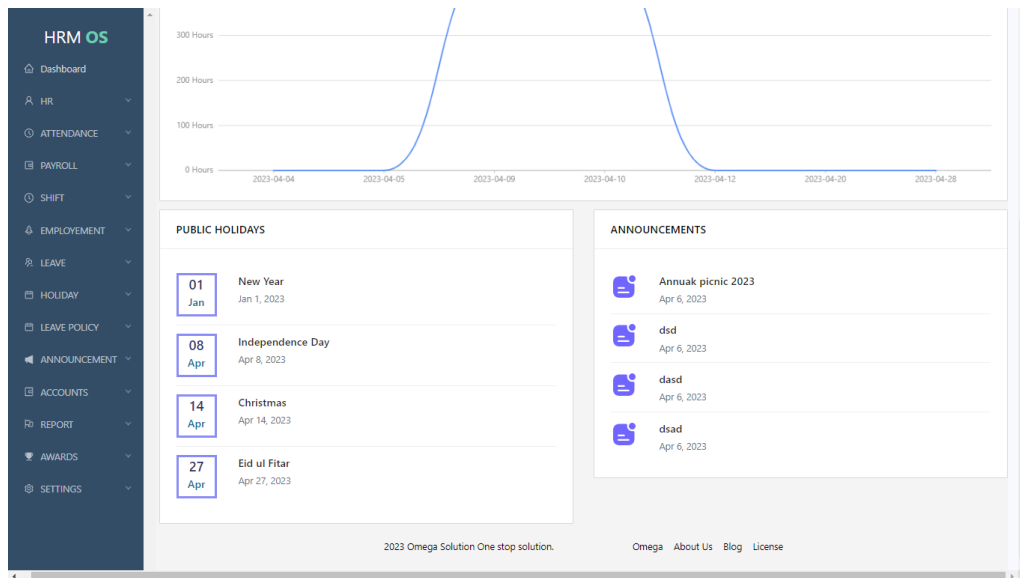 HRM OS
Dashboard
HR
ATTENDANCE
PAYROLL
SHIFT
EMPLOYEMENT
LEAVE
HOLIDAY
LEAVE POLICY
ANNOUNCEMENT
ACCOUNTS
REPORT
AWARDS
SETTINGS
300 Hours
200 Hours
100 Hours
0 Hours
2023-04-04 2023-04-05 2023-04-09 2023-04-10 2023-04-12 2023-04-20 2023-04-28
PUBLIC HOLIDAYS
01 Jan
New Year
Jan 1, 2023
08 Apr
Independence Day
Apr 8, 2023
14 Apr
Christmas
Apr 14, 2023
27 Apr
Eid ul Fitar
Apr 27, 2023
ANNOUNCEMENTS
Annuak picnic 2023
Apr 6, 2023
dsd
Apr 6, 2023
dasd
Apr 6, 2023
dsad
Apr 6, 2023
2023 Omega Solution One stop solution.
Omega About Us Blog License